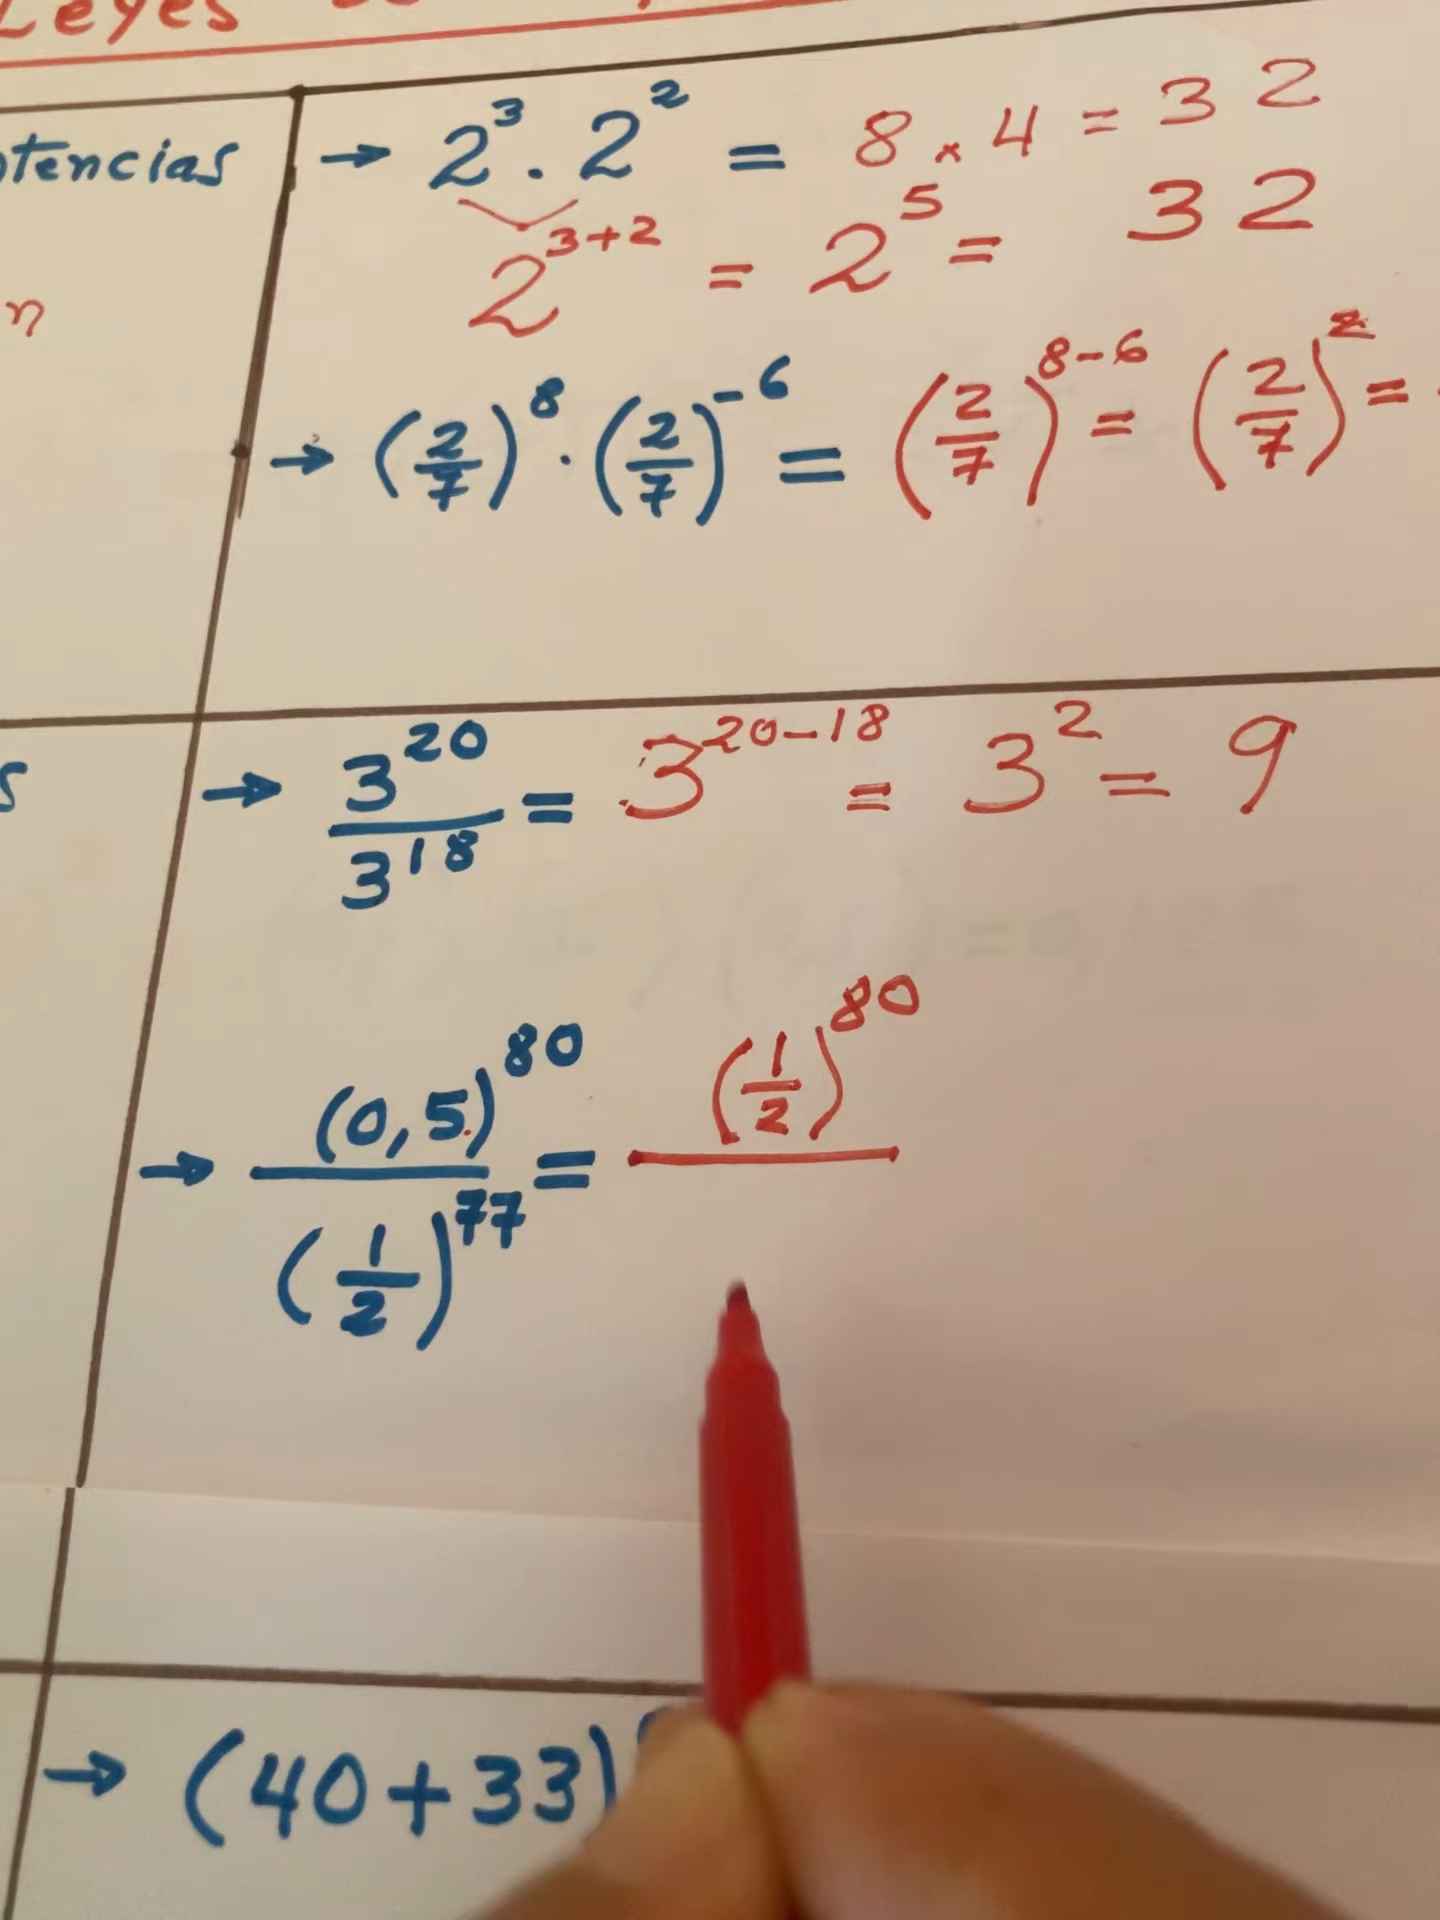 Leyes
tencias → 2³ · 2² = 8 × 4 = 32
2³⁺² = 2⁵ = 32
n
→ (2/7)⁸ · (2/7)⁻⁶ = (2/7)⁸⁻⁶ = (2/7)² =
s → 3²⁰/3¹⁸ = 3²⁰⁻¹⁸ = 3² = 9
→ (0,5)⁸⁰/(1/2)⁷⁷ = (1/2)⁸⁰
→ (40+33)